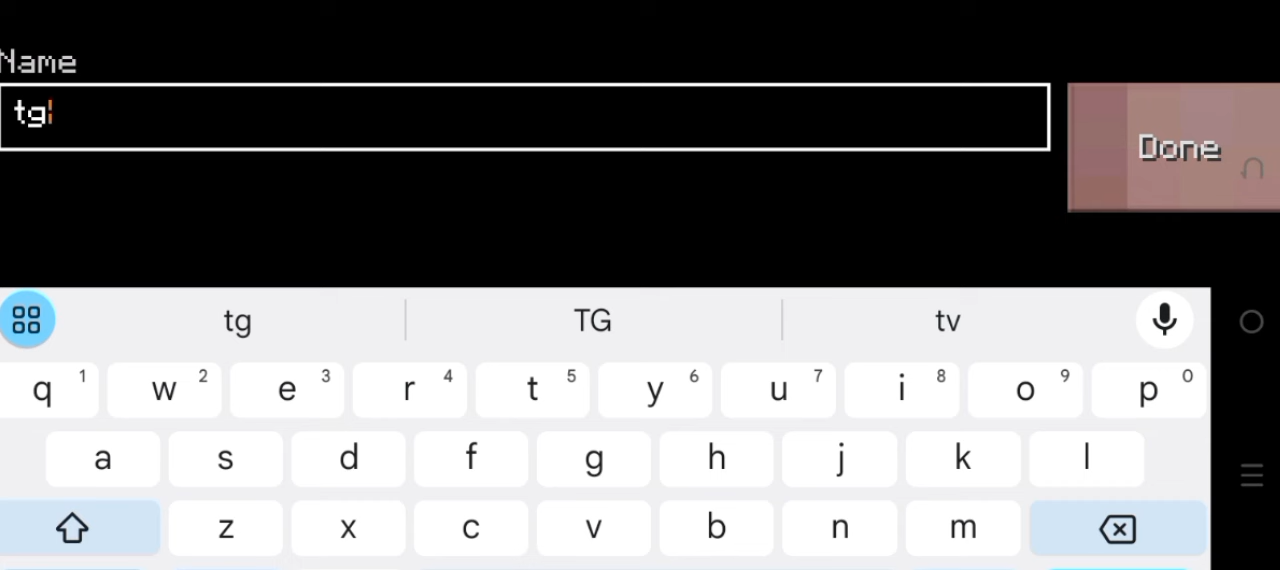 Name
tg
Done
tg TG tv
q 1 w 2 e 3 r 4 t 5 y 6 u 7 i 8 o 9 p 0
a s d f g h j k l
z x c v b n m